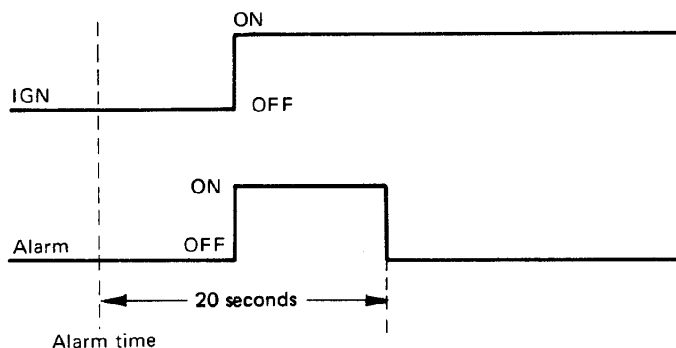 ON
IGN
OFF
ON
Alarm
OFF
20 seconds
Alarm time